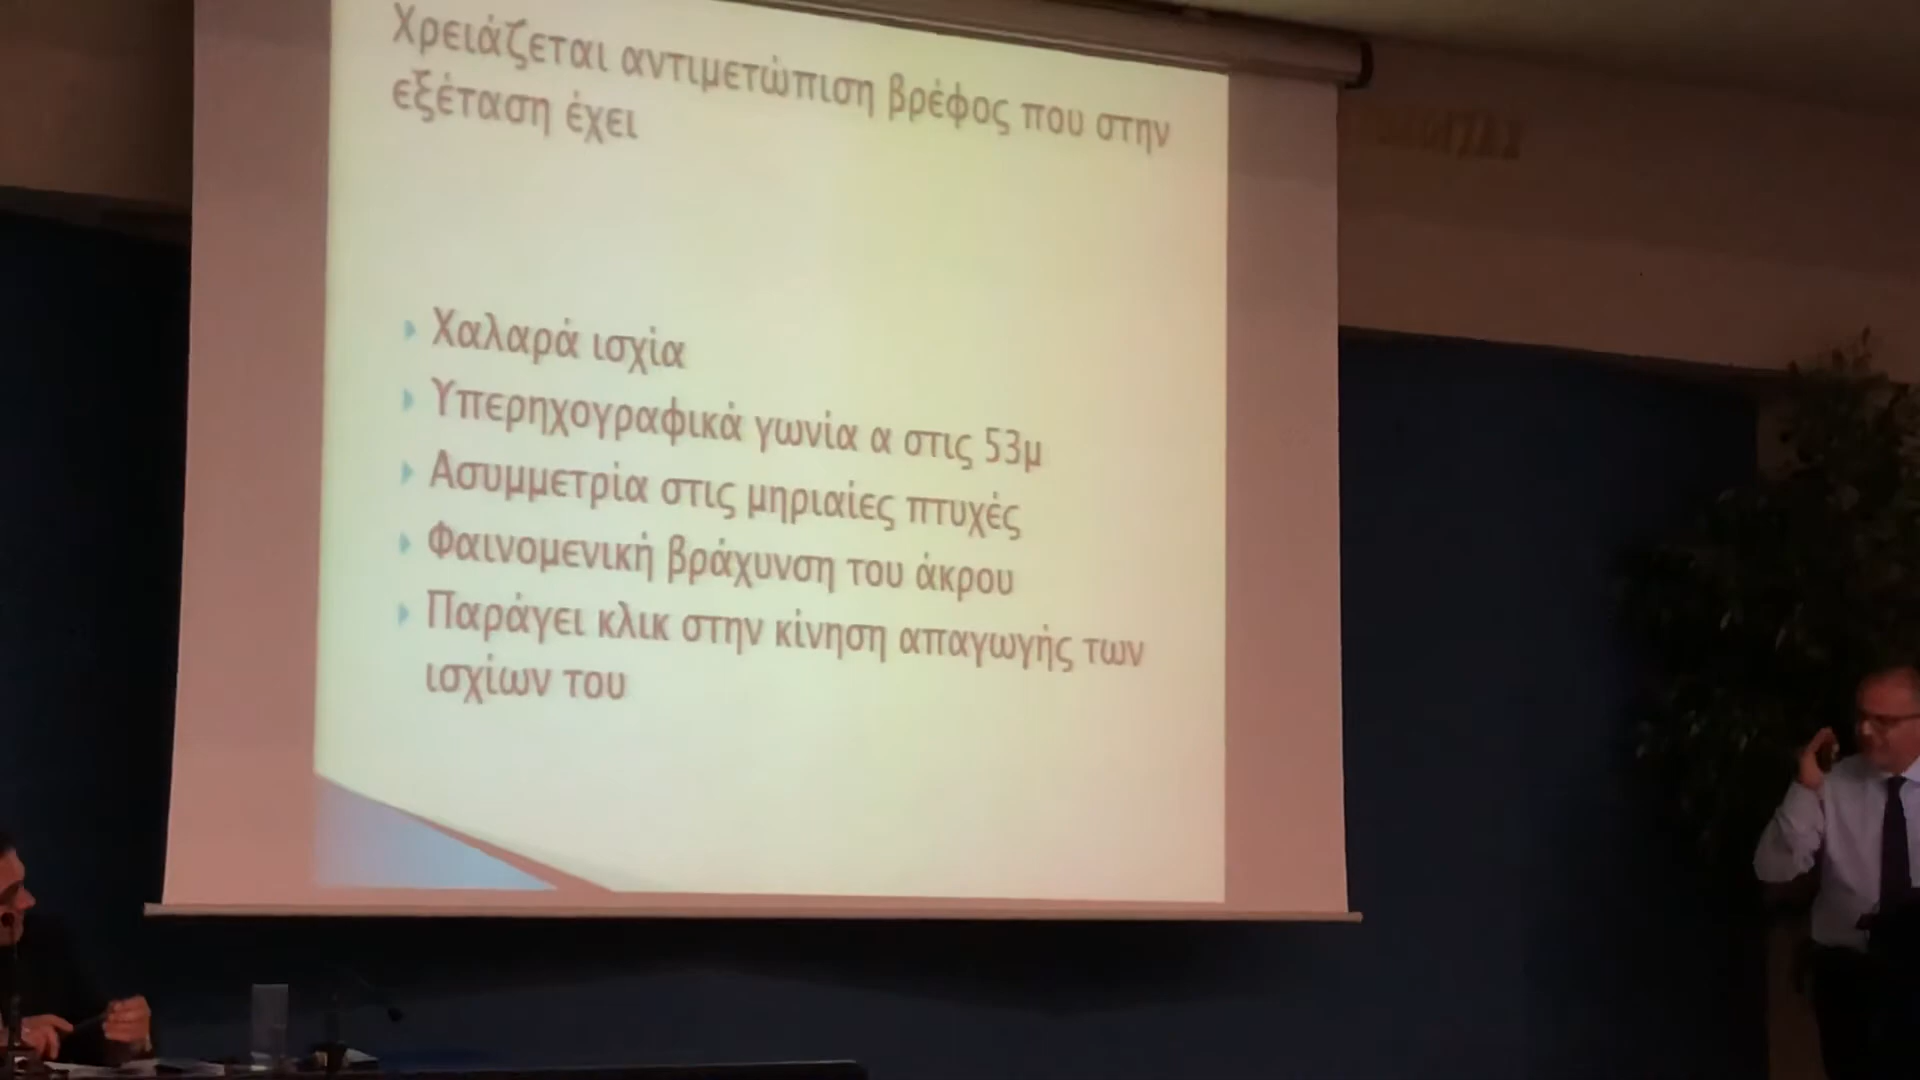 Χρειάζεται αντιμετώπιση βρέφος που στην
εξέταση έχει
Χαλαρά ισχία
Υπερηχογραφικά γωνία α στις 53μ
Ασυμμετρία στις μηριαίες πτυχές
Φαινομενική βράχυνση του άκρου
Παράγει κλικ στην κίνηση απαγωγής των
ισχίων του